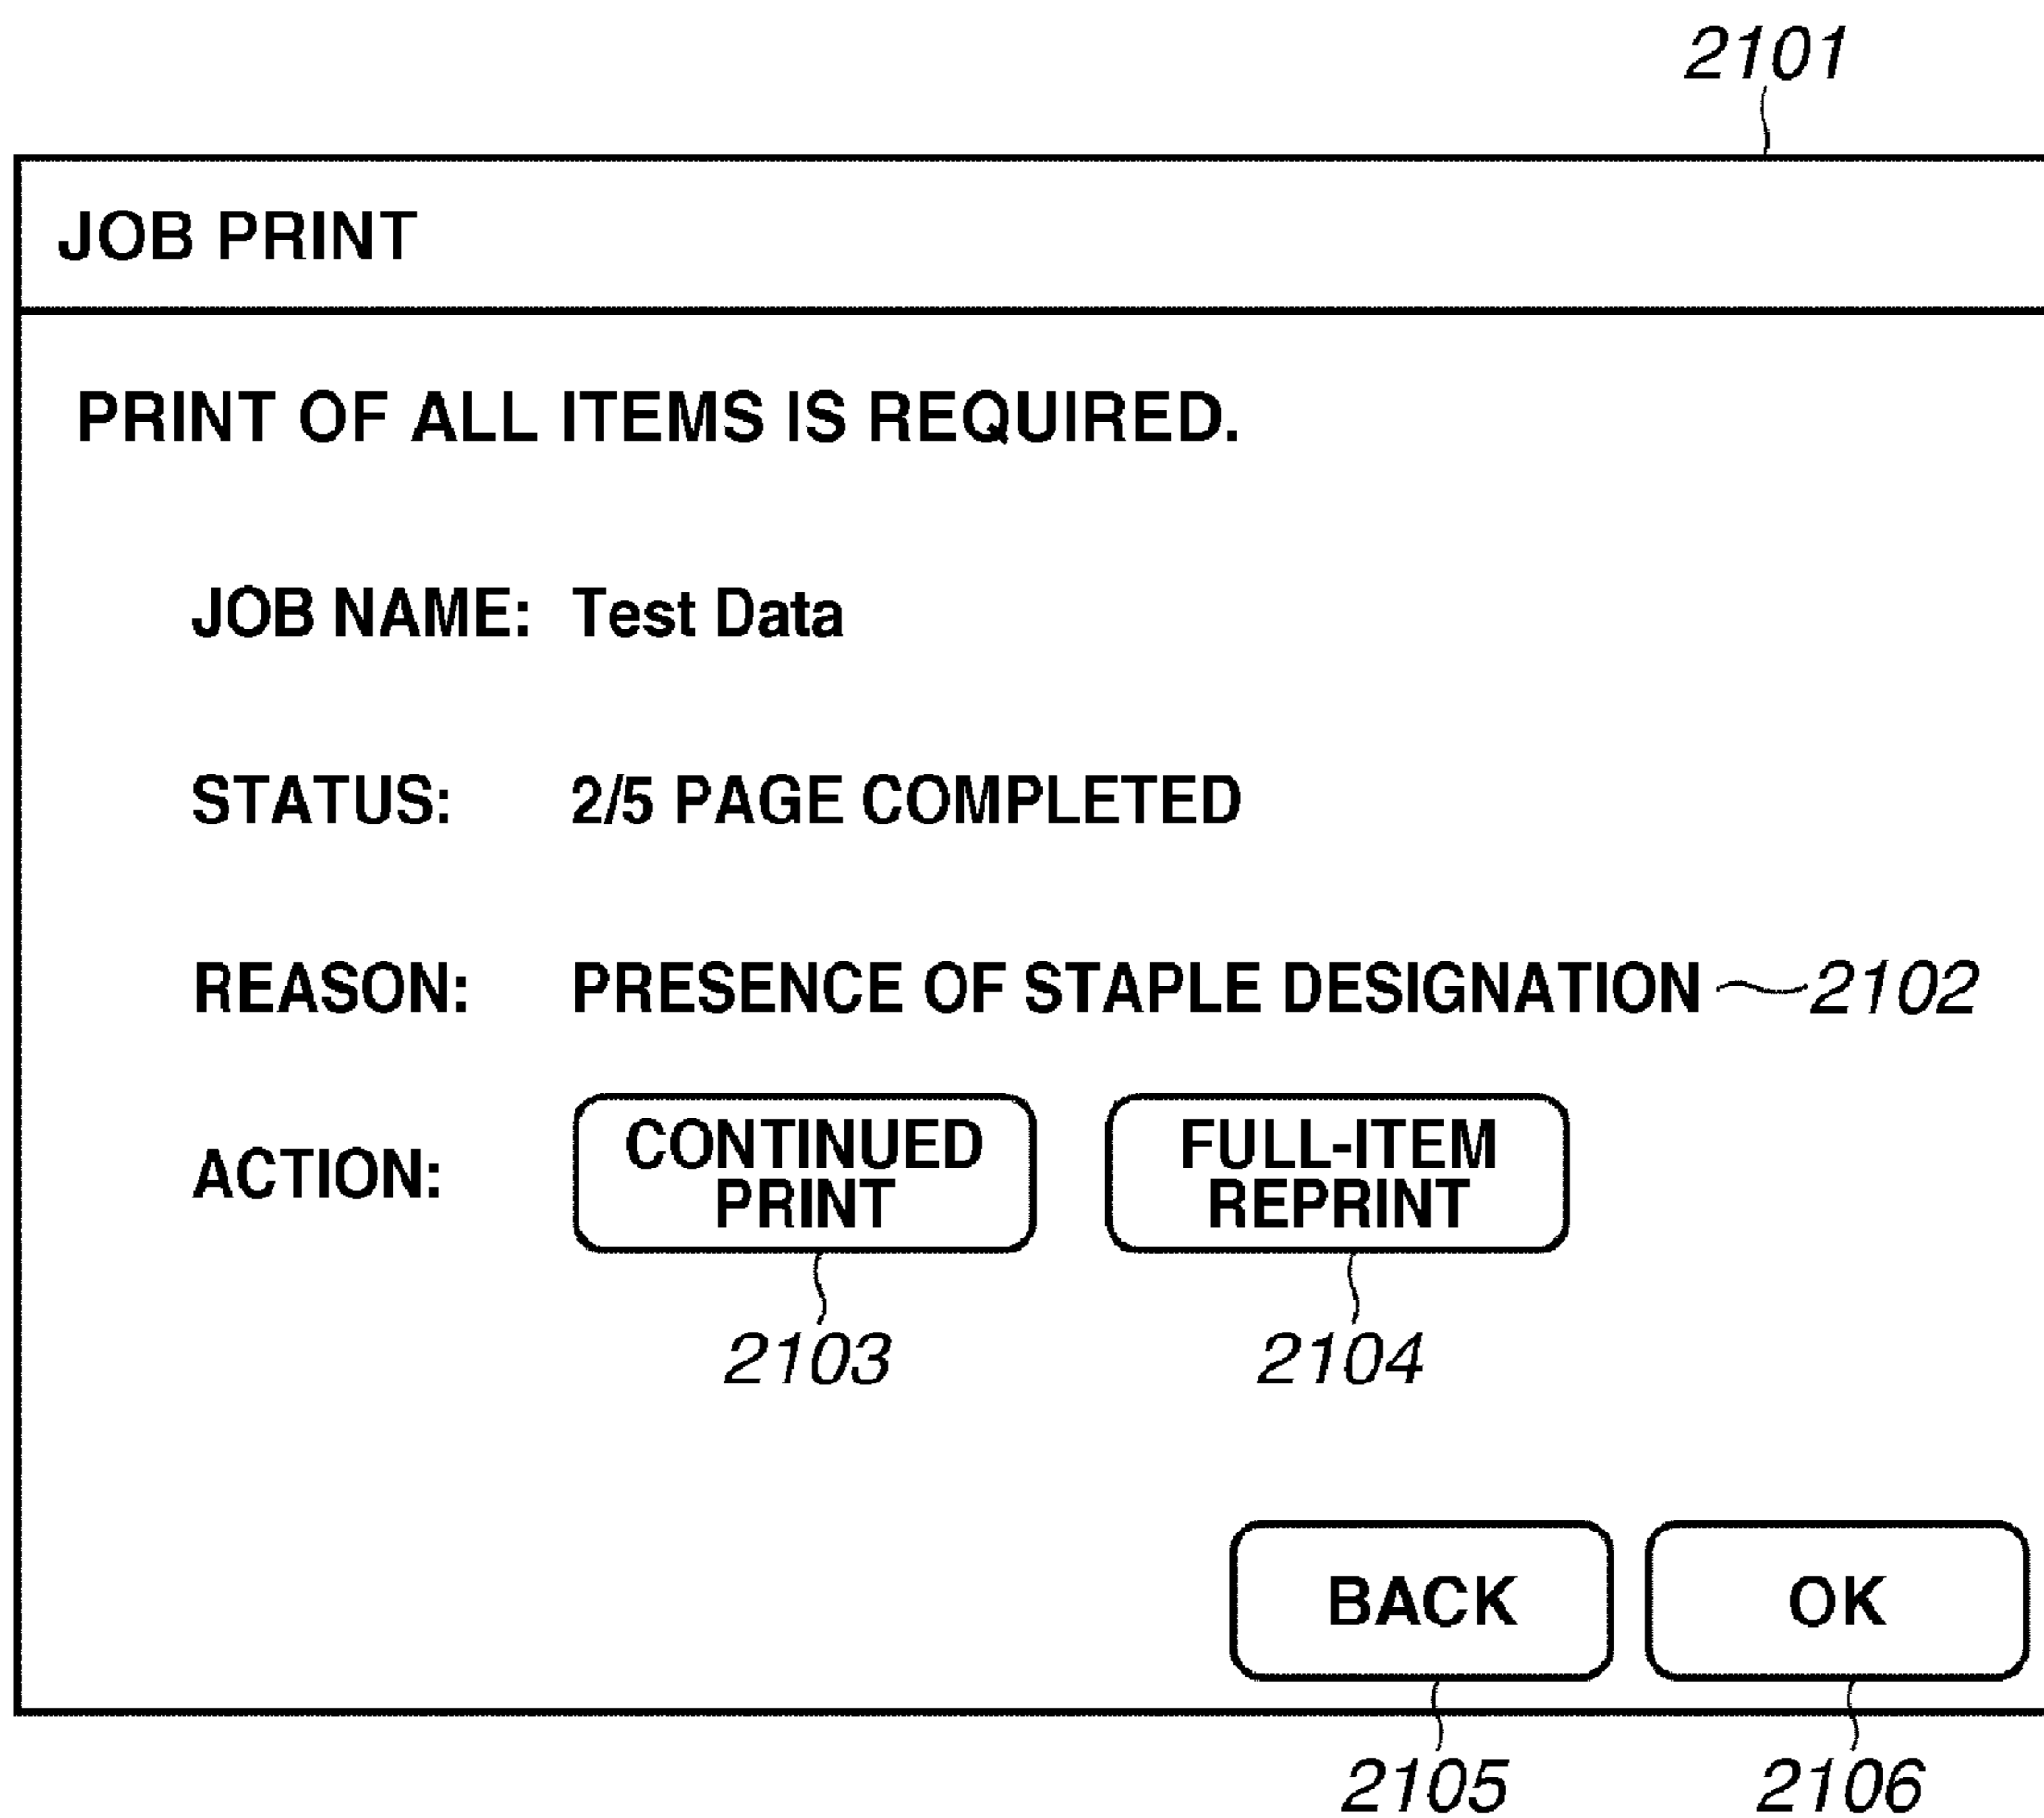 2101
JOB PRINT
PRINT OF ALL ITEMS IS REQUIRED.
JOB NAME: Test Data
STATUS: 2/5 PAGE COMPLETED
REASON: PRESENCE OF STAPLE DESIGNATION 2102
ACTION:
CONTINUED
PRINT
FULL-ITEM
REPRINT
2103 2104
BACK OK
2105 2106